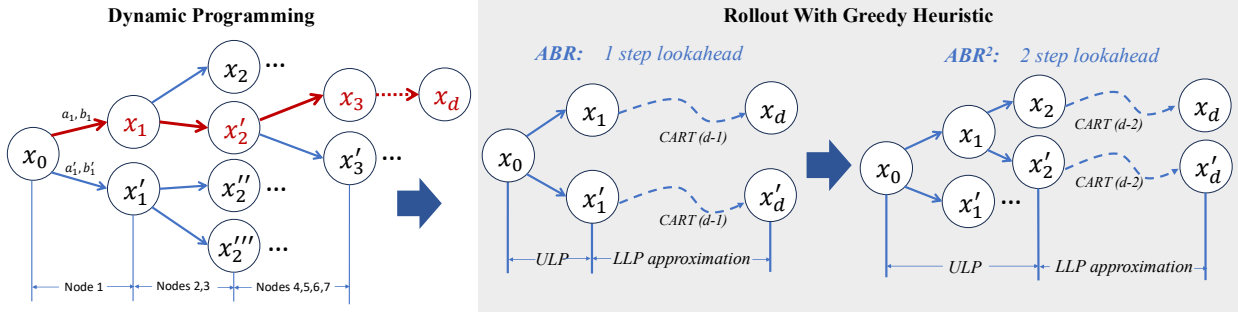 Dynamic Programming
x₂ ...
x₃
x_d
a₁, b₁
x₁
x₂′
x₀
x₃′ ...
a₁′, b₁′
x₁′
x₂′′ ...
x₂′′′ ...
Node 1
Nodes 2,3
Nodes 4,5,6,7
Rollout With Greedy Heuristic
ABR: 1 step lookahead
x₁
x_d
CART (d-1)
x₀
x₁′
x_d′
CART (d-1)
ULP
LLP approximation
ABR²: 2 step lookahead
x₂
x_d
CART (d-2)
x₁
x₀
x₂′
x_d′
CART (d-2)
x₁′ ...
ULP
LLP approximation